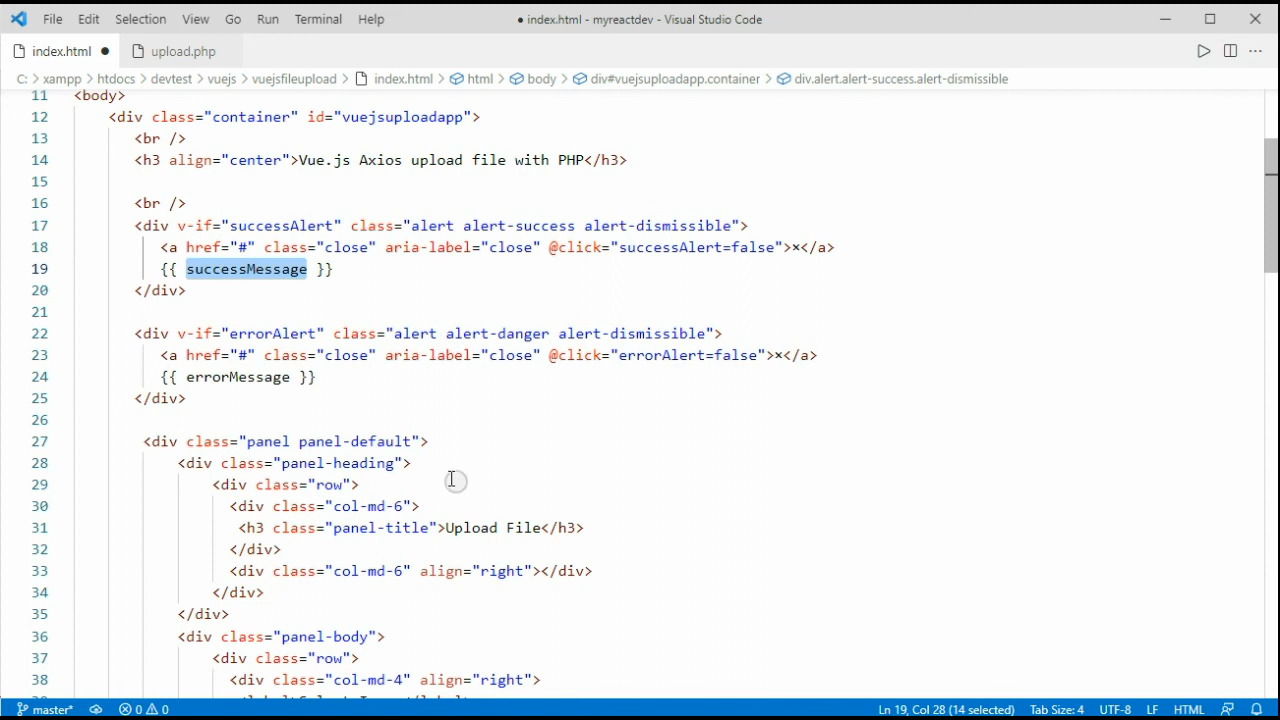 File Edit Selection View Go Run Terminal Help ● index.html - myreactdev - Visual Studio Code
index.html ● upload.php
C: > xampp > htdocs > devtest > vuejs > vuejsfileupload > index.html > html > body > div#vuejsuploadapp.container > div.alert.alert-success.alert-dismissible
11 <body>
12 <div class="container" id="vuejsuploadapp">
13 <br />
14 <h3 align="center">Vue.js Axios upload file with PHP</h3>
15
16 <br />
17 <div v-if="successAlert" class="alert alert-success alert-dismissible">
18 <a href="#" class="close" aria-label="close" @click="successAlert=false">×</a>
19 {{ successMessage }}
20 </div>
21
22 <div v-if="errorAlert" class="alert alert-danger alert-dismissible">
23 <a href="#" class="close" aria-label="close" @click="errorAlert=false">×</a>
24 {{ errorMessage }}
25 </div>
26
27 <div class="panel panel-default">
28 <div class="panel-heading">
29 <div class="row">
30 <div class="col-md-6">
31 <h3 class="panel-title">Upload File</h3>
32 </div>
33 <div class="col-md-6" align="right"></div>
34 </div>
35 </div>
36 <div class="panel-body">
37 <div class="row">
38 <div class="col-md-4" align="right">
master* 0 0 Ln 19, Col 28 (14 selected) Tab Size: 4 UTF-8 LF HTML